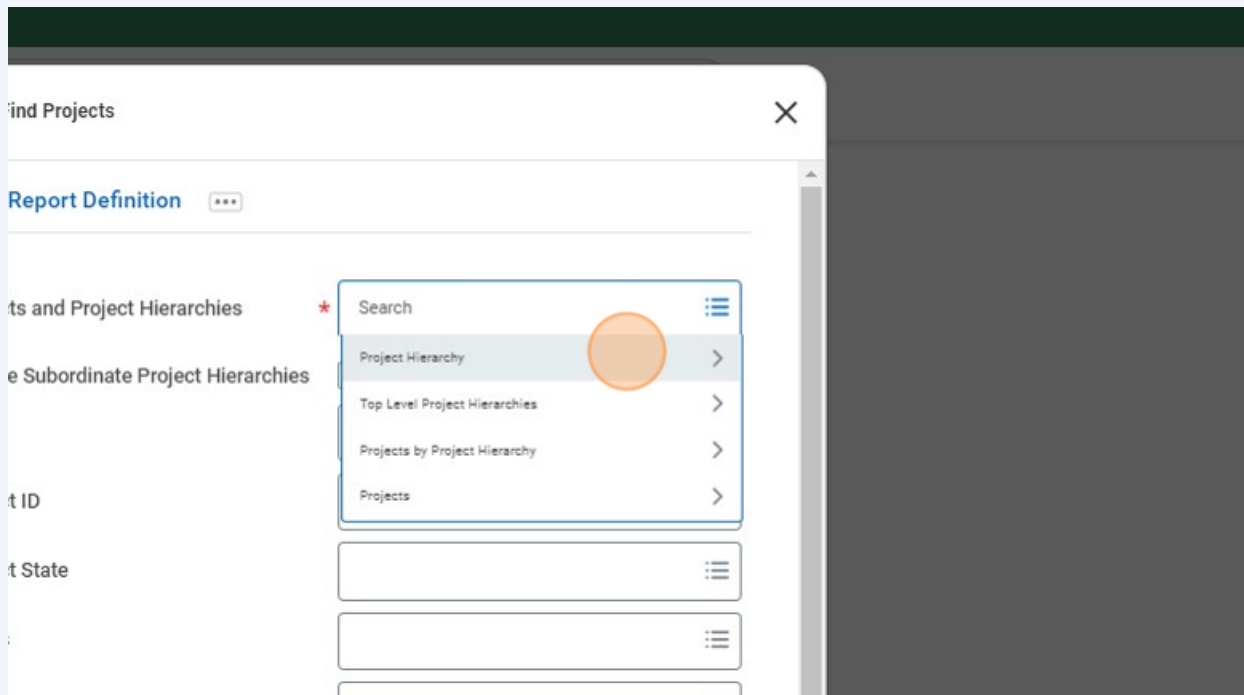 Find Projects
Report Definition
ts and Project Hierarchies *
Search
Project Hierarchy
e Subordinate Project Hierarchies
Top Level Project Hierarchies
Projects by Project Hierarchy
t ID
Projects
t State